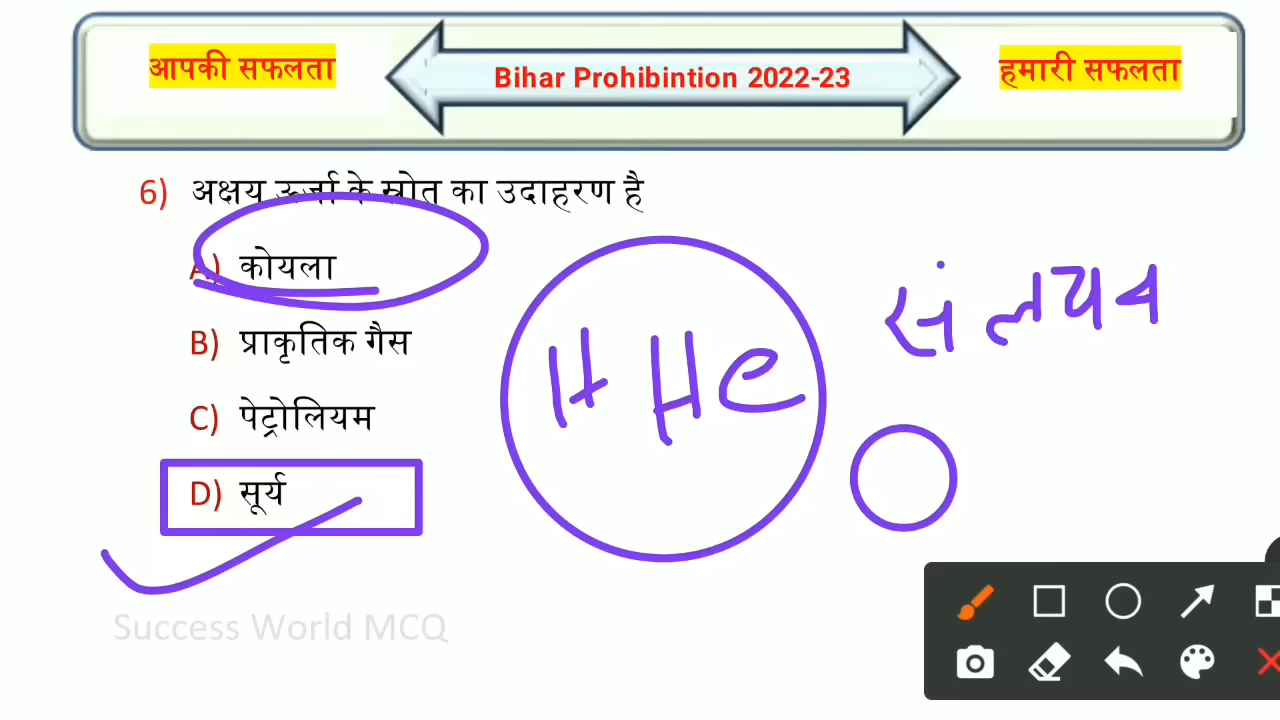 आपकी सफलता
Bihar Prohibintion 2022-23
हमारी सफलता
6) अक्षय ऊर्जा के स्रोत का उदाहरण है
A) कोयला
B) प्राकृतिक गैस
C) पेट्रोलियम
D) सूर्य
H He
संलयन
Success World MCQ